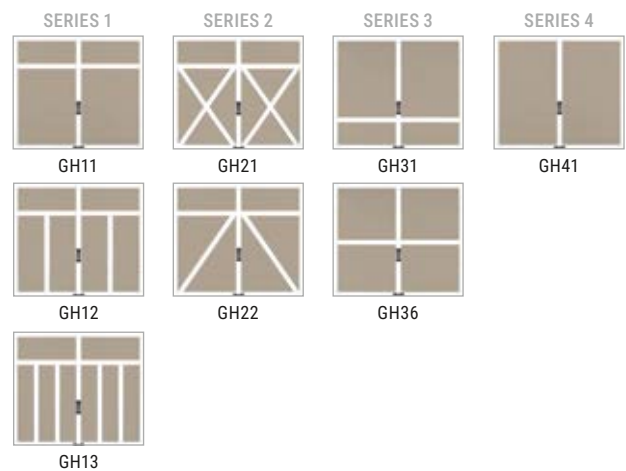 SERIES 1 SERIES 2 SERIES 3 SERIES 4
GH11 GH21 GH31 GH41
GH12 GH22 GH36
GH13